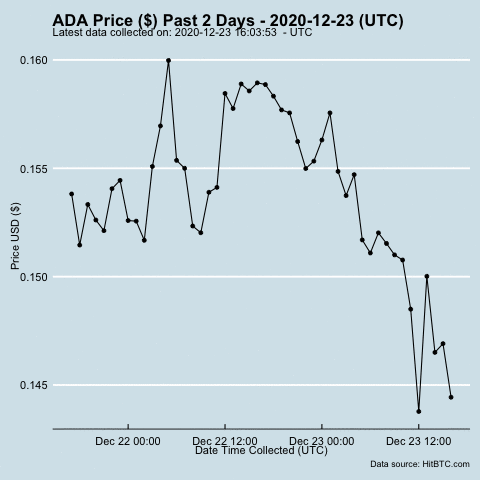 ADA Price ($) Past 2 Days - 2020-12-23 (UTC)
Latest data collected on: 2020-12-23 16:03:53 - UTC
0.160
0.155
0.150
0.145
Price USD ($)
Dec 22 00:00 Dec 22 12:00 Dec 23 00:00 Dec 23 12:00
Date Time Collected (UTC)
Data source: HitBTC.com